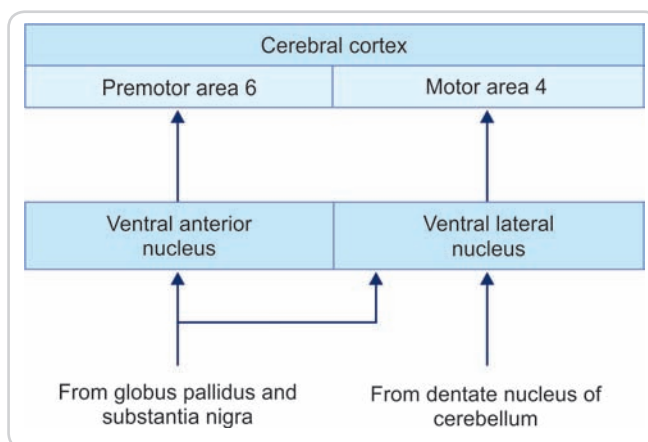 Cerebral cortex
Premotor area 6
Motor area 4
Ventral anterior
nucleus
Ventral lateral
nucleus
From globus pallidus and
substantia nigra
From dentate nucleus of
cerebellum